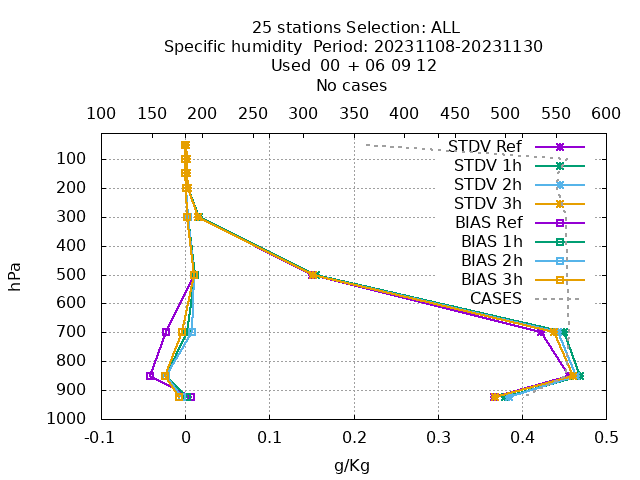 25 stations Selection: ALL
Specific humidity  Period: 20231108-20231130
Used  00 + 06 09 12
No cases
100 150 200 250 300 350 400 450 500 550 600
STDV Ref
STDV 1h
STDV 2h
STDV 3h
BIAS Ref
BIAS 1h
BIAS 2h
BIAS 3h
CASES
100
200
300
400
500
600
700
800
900
1000
hPa
-0.1 0 0.1 0.2 0.3 0.4 0.5
g/Kg